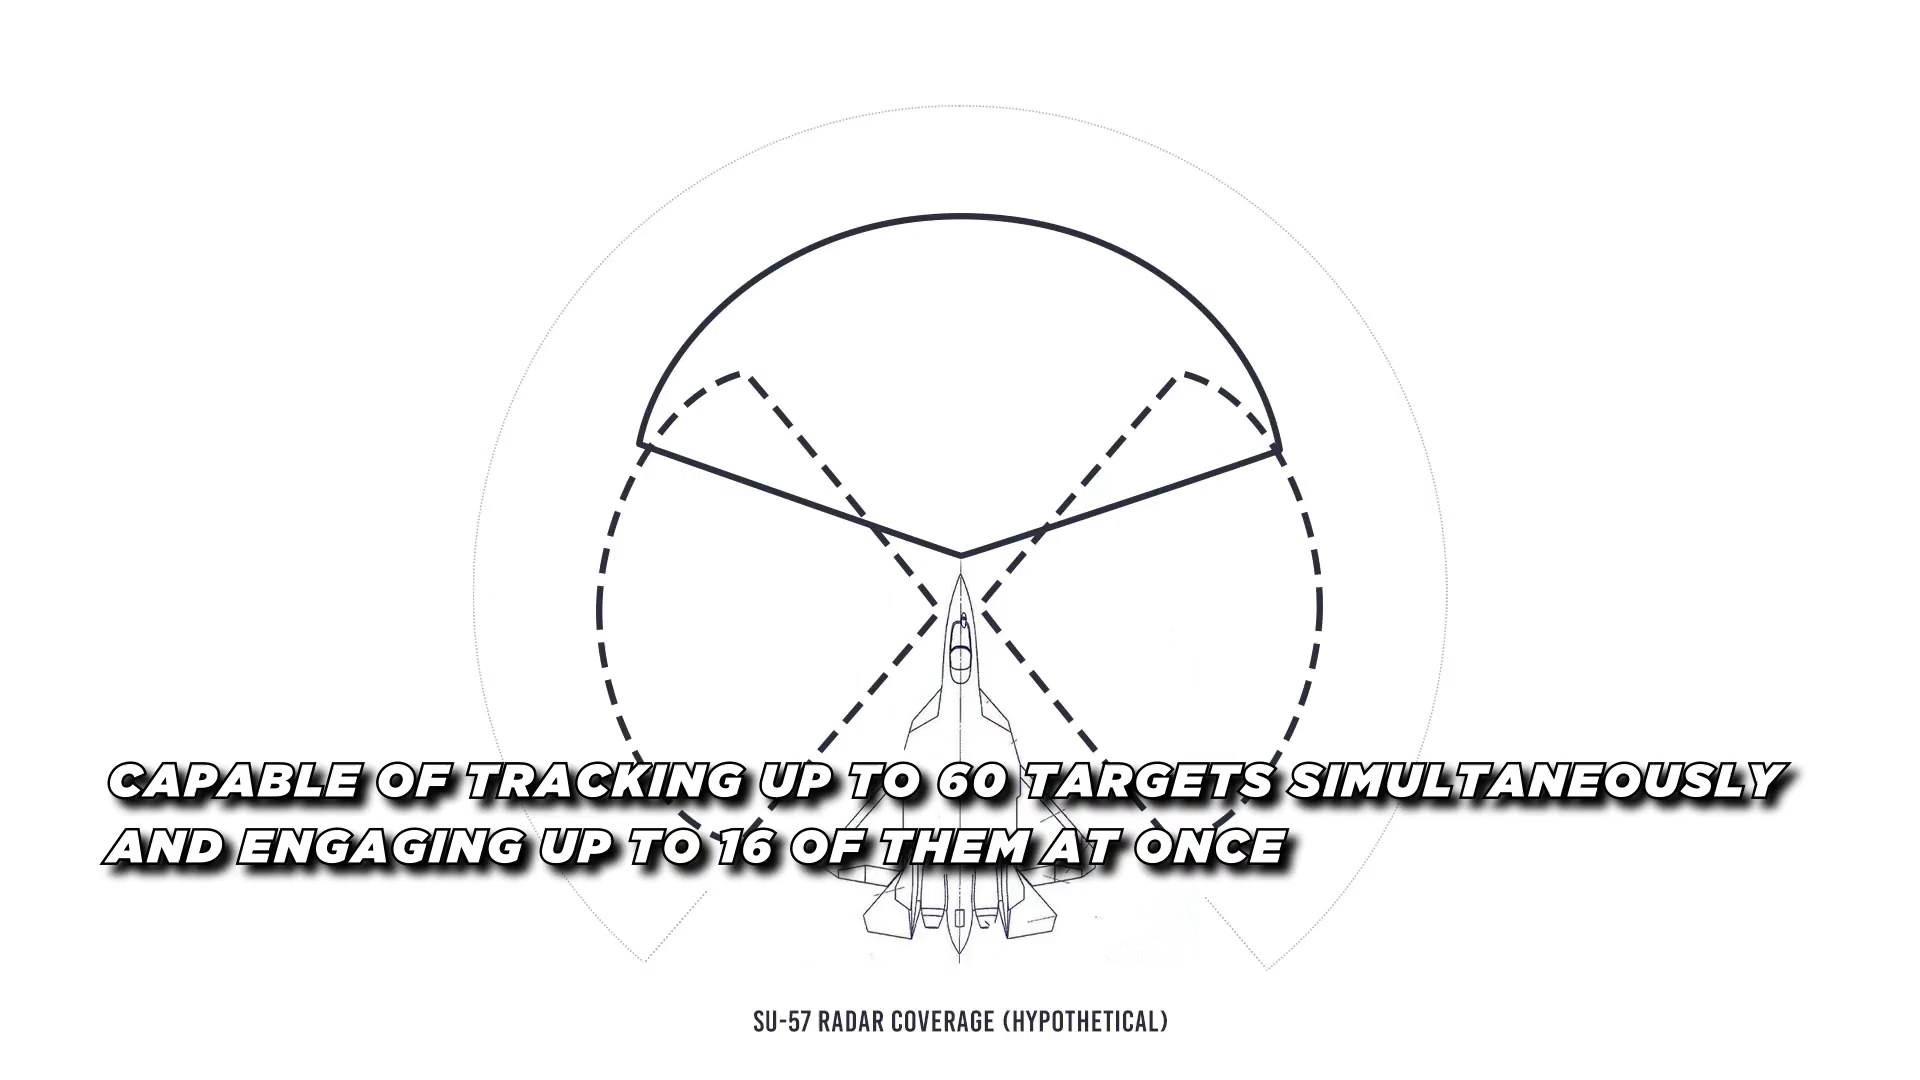 CAPABLE OF TRACKING UP TO 60 TARGETS SIMULTANEOUSLY
AND ENGAGING UP TO 16 OF THEM AT ONCE
SU-57 RADAR COVERAGE (HYPOTHETICAL)